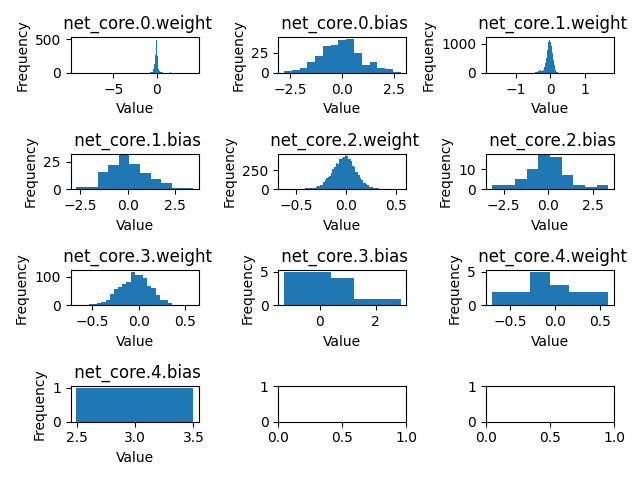 net_core.0.weight
Frequency
500
0
−5
0
Value
net_core.0.bias
Frequency
25
0
−2.5
0.0
2.5
Value
net_core.1.weight
Frequency
1000
0
−1
0
1
Value
net_core.1.bias
Frequency
25
0
−2.5
0.0
2.5
Value
net_core.2.weight
Frequency
250
0
−0.5
0.0
0.5
Value
net_core.2.bias
Frequency
10
0
−2.5
0.0
2.5
Value
net_core.3.weight
Frequency
100
0
−0.5
0.0
0.5
Value
net_core.3.bias
Frequency
5
0
0
2
Value
net_core.4.weight
Frequency
5
0
−0.5
0.0
0.5
Value
net_core.4.bias
Frequency
1
0
2.5
3.0
3.5
Value
1
0
0.0
0.5
1.0
1
0
0.0
0.5
1.0